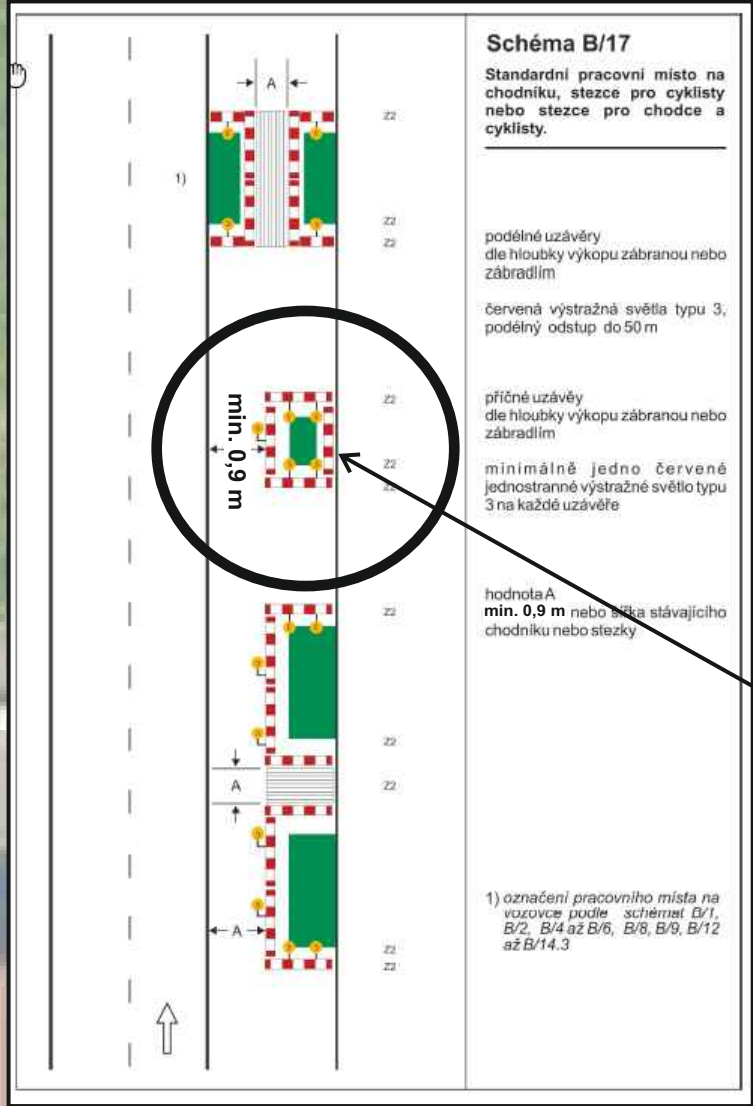 Schéma B/17
Standardní pracovní místo na
chodníku, stezce pro cyklisty
nebo stezce pro chodce a
cyklisty.
A
Z2
1)
Z2
Z2
podélné uzávěry
dle hloubky výkopu zábranou nebo
zábradlím
červená výstražná světla typu 3,
podélný odstup do 50 m
Z2
min. 0,9 m
Z2
Z2
příčné uzávěy
dle hloubky výkopu zábranou nebo
zábradlím
minimálně jedno červené
jednostranné výstražné světlo typu
3 na každé uzávěře
hodnota A
min. 0,9 m nebo šířka stávajícího
chodníku nebo stezky
Z2
Z2
A
Z2
A
Z2
Z2
1) označení pracovního místa na
vozovce podle schémat B/1,
B/2, B/4 až B/6, B/8, B/9, B/12
až B/14.3